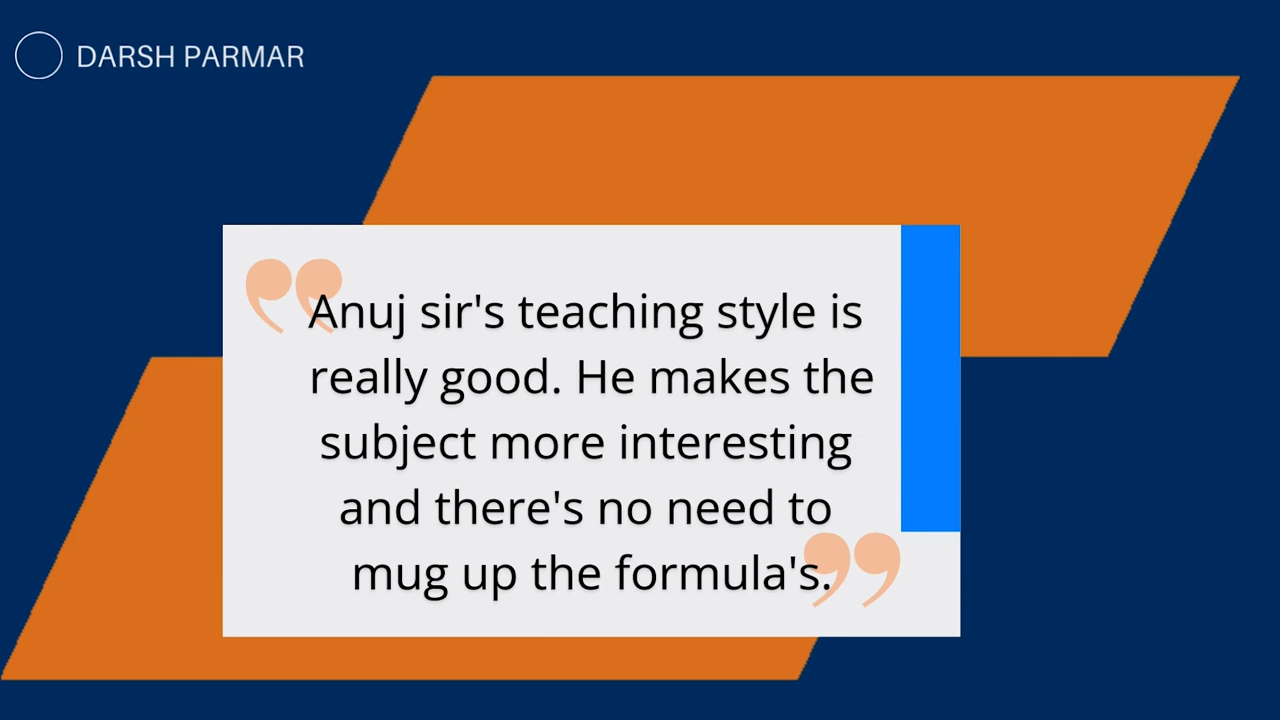 DARSH PARMAR
Anuj sir's teaching style is
really good. He makes the
subject more interesting
and there's no need to
mug up the formula's.